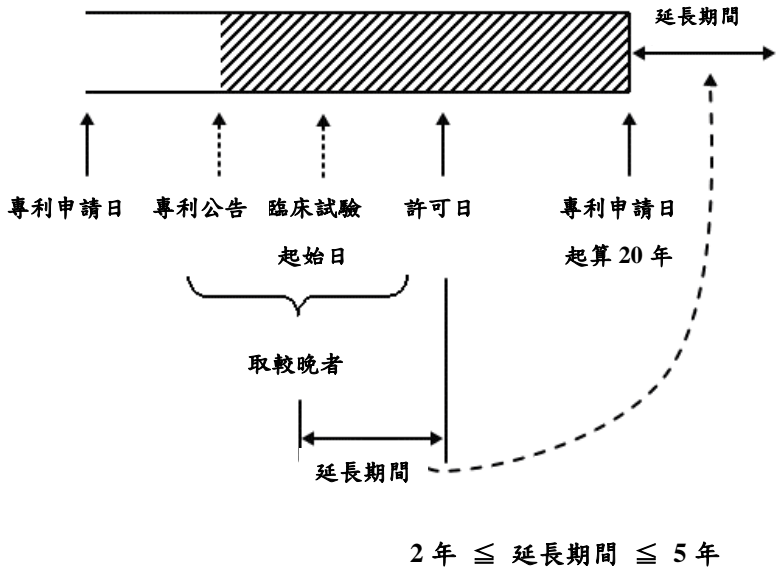 延長期間
專利申請日
專利公告
臨床試驗
起始日
許可日
專利申請日
起算 20 年
取較晚者
延長期間
2 年 ≦ 延長期間 ≦ 5 年